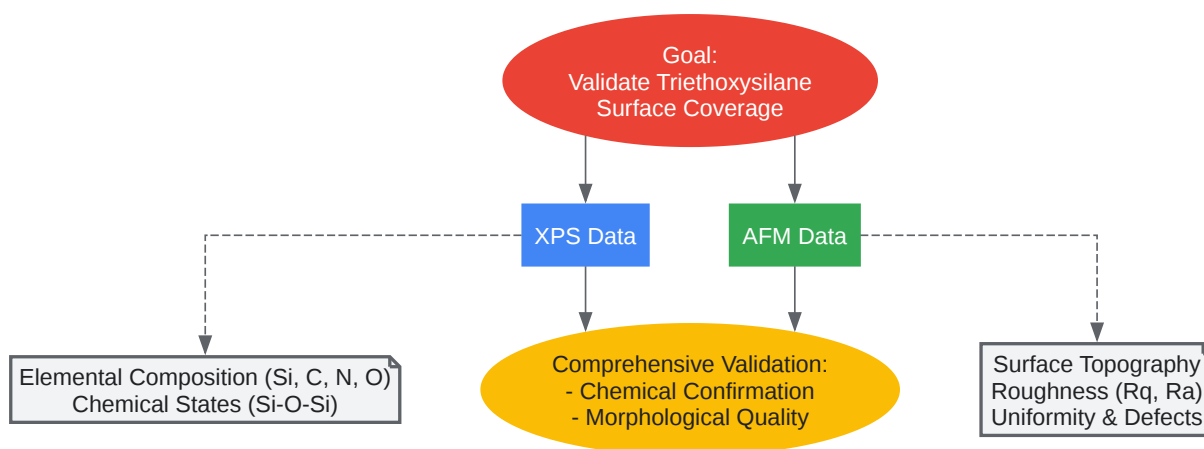 Goal:
Validate Triethoxysilane
Surface Coverage
XPS Data
AFM Data
Elemental Composition (Si, C, N, O)
Chemical States (Si-O-Si)
Comprehensive Validation:
- Chemical Confirmation
- Morphological Quality
Surface Topography
Roughness (Rq, Ra)
Uniformity & Defects